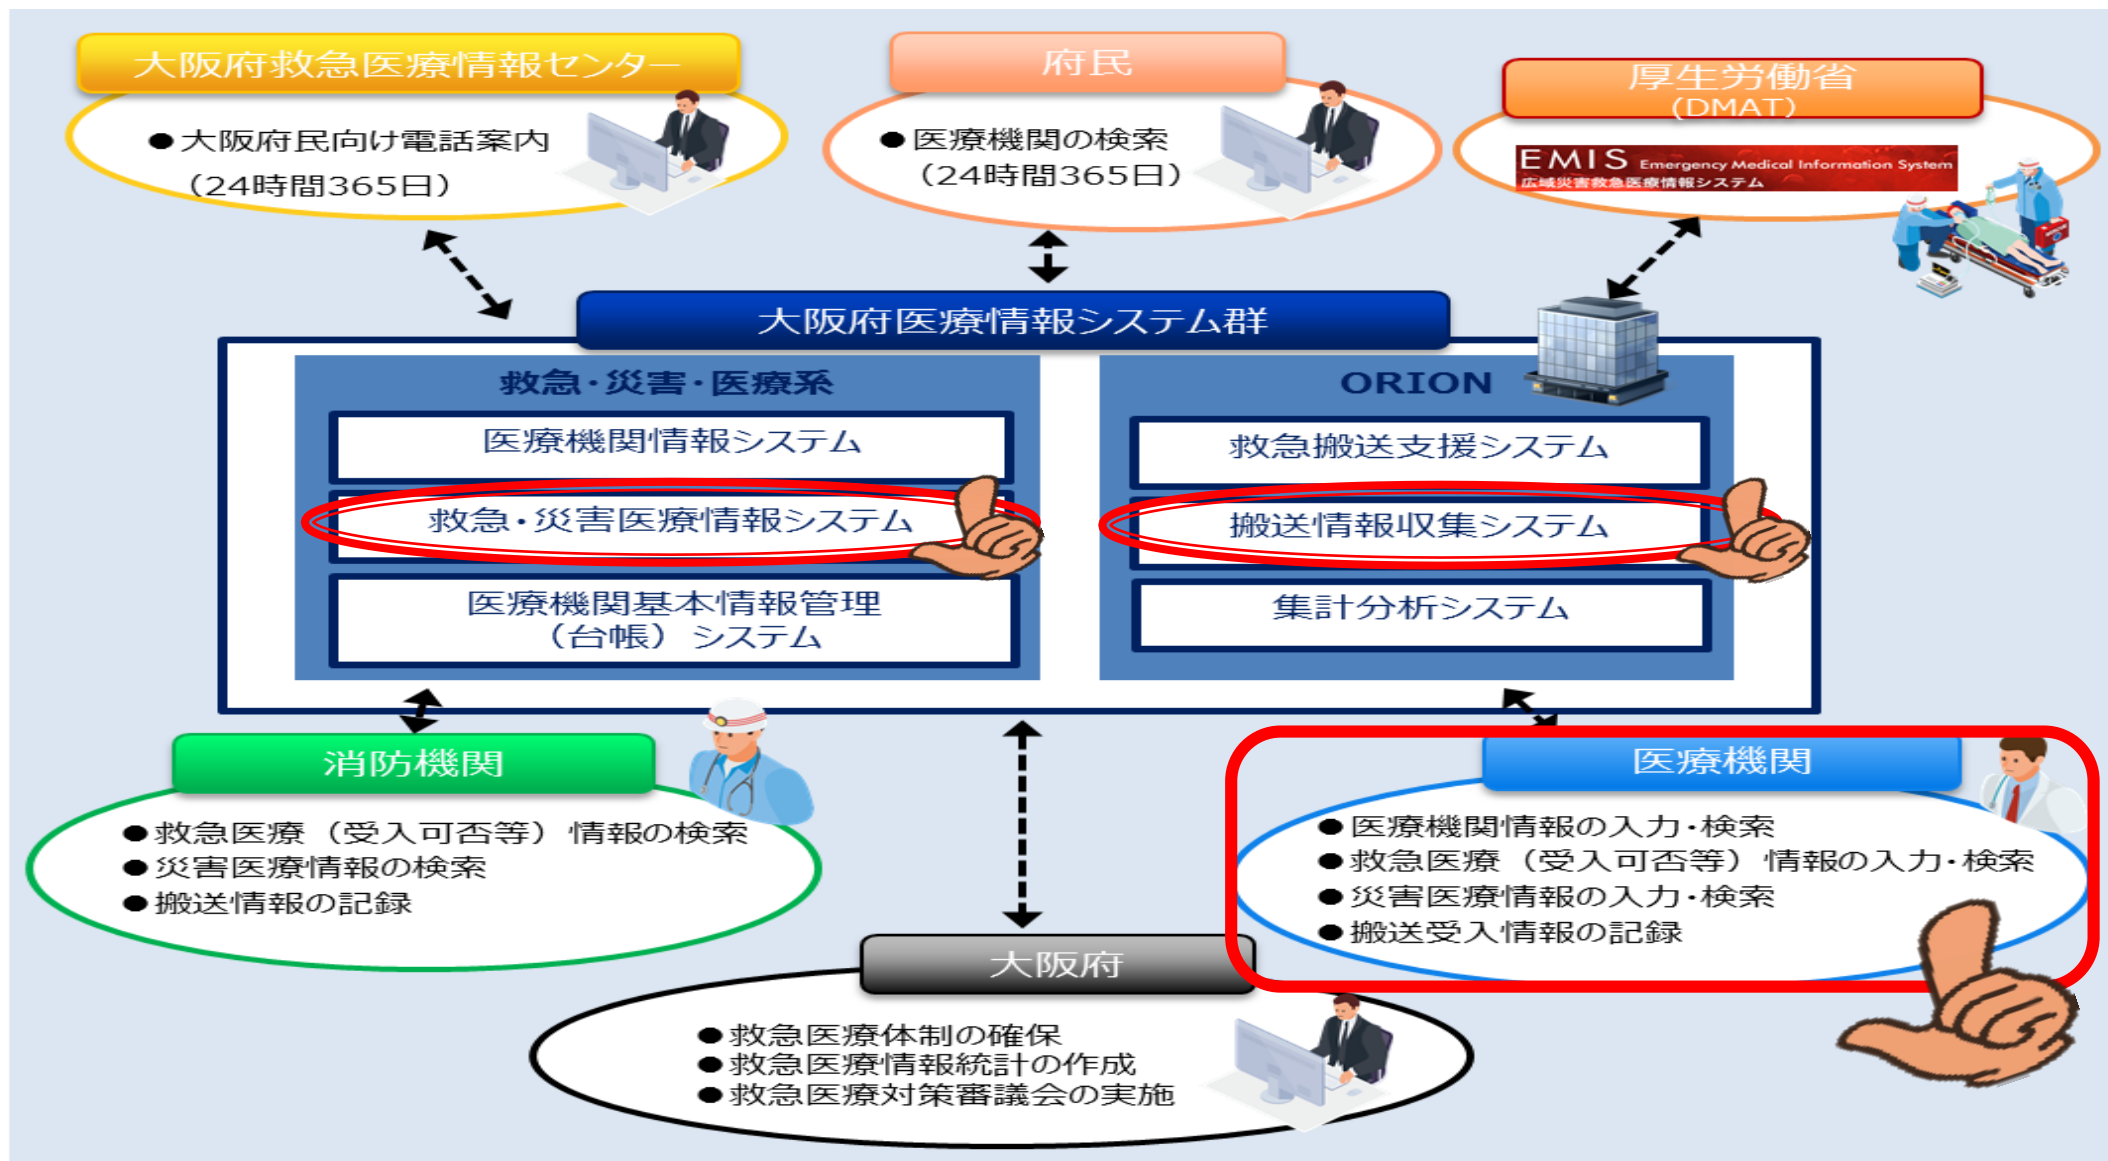 大阪府救急医療情報センター
●大阪府民向け電話案内
（24時間365日）
府民
●医療機関の検索
（24時間365日）
厚生労働省
(DMAT)
EMIS Emergency Medical Information System
広域災害救急医療情報システム
大阪府医療情報システム群
救急・災害・医療系
医療機関情報システム
救急・災害医療情報システム
医療機関基本情報管理
（台帳）システム
ORION
救急搬送支援システム
搬送情報収集システム
集計分析システム
消防機関
●救急医療（受入可否等）情報の検索
●災害医療情報の検索
●搬送情報の記録
医療機関
●医療機関情報の入力・検索
●救急医療（受入可否等）情報の入力・検索
●災害医療情報の入力・検索
●搬送受入情報の記録
大阪府
●救急医療体制の確保
●救急医療情報統計の作成
●救急医療対策審議会の実施